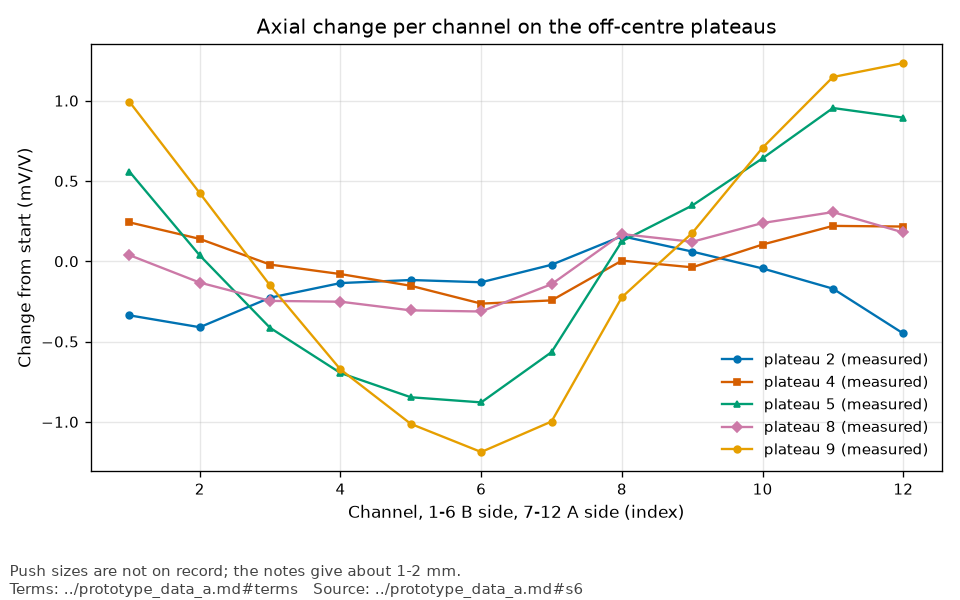 Axial change per channel on the off-centre plateaus
Change from start (mV/V)
1.0
0.5
0.0
−0.5
−1.0
plateau 2 (measured)
plateau 4 (measured)
plateau 5 (measured)
plateau 8 (measured)
plateau 9 (measured)
2 4 6 8 10 12
Channel, 1-6 B side, 7-12 A side (index)
Push sizes are not on record; the notes give about 1-2 mm.
Terms: ../prototype_data_a.md#terms Source: ../prototype_data_a.md#s6